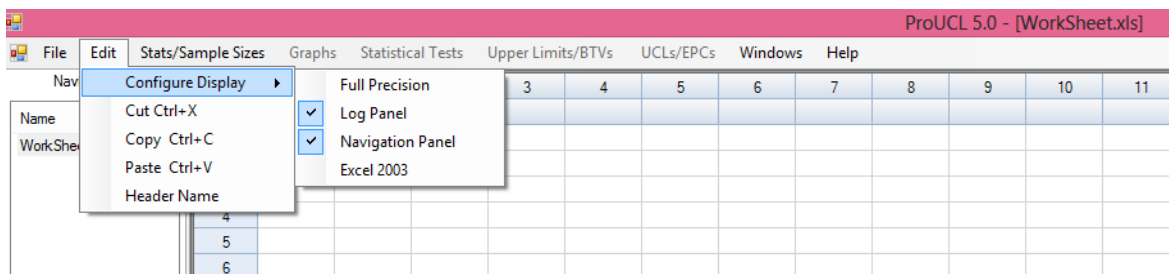 ProUCL 5.0 - [WorkSheet.xls]
File Edit Stats/Sample Sizes Graphs Statistical Tests Upper Limits/BTVs UCLs/EPCs Windows Help
Nav Configure Display Full Precision 3 4 5 6 7 8 9 10 11
Name Cut Ctrl+X Log Panel
WorkShee Copy Ctrl+C Navigation Panel
Paste Ctrl+V Excel 2003
Header Name
4
5
6